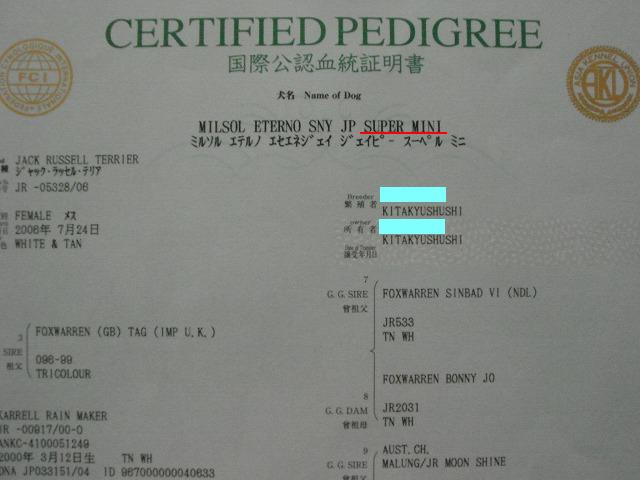 CERTIFIED PEDIGREE
国際公認血統証明書
FCI
AKU
ASIA KENNEL UNION
犬名 Name of Dog
MILSOL ETERNO SNY JP SUPER MINI
ミルソル エテルノ エセエネジェイ ジェイピー スーペル ミニ
種 JACK RUSSELL TERRIER
ジャック・ラッセル・テリア
JR -05328/06
FEMALE メス
2006年 7月24日
色 WHITE & TAN
Breeder
繁殖者 KITAKYUSHUSHI
owner
所有者 KITAKYUSHUSHI
Date of Transfer
譲受年月日
7
G. G. SIRE FOXWARREN SINBAD VI (NDL)
曾祖父
JR533
TN WH
3 FOXWARREN (GB) TAG (IMP U.K.)
SIRE
祖父 096-99
TRICOLOUR
FOXWARREN BONNY JO
8
G. G. DAM JR2031
曾祖母 TN WH
KARRELL RAIN MAKER
JR -00917/00-0
ANKC-4100051249
2000年 3月12日生 TN WH
DNA JP033151/04 ID 967000000040633
9 AUST. CH.
G. G. SIRE MALUNG/JR MOON SHINE
曾祖父